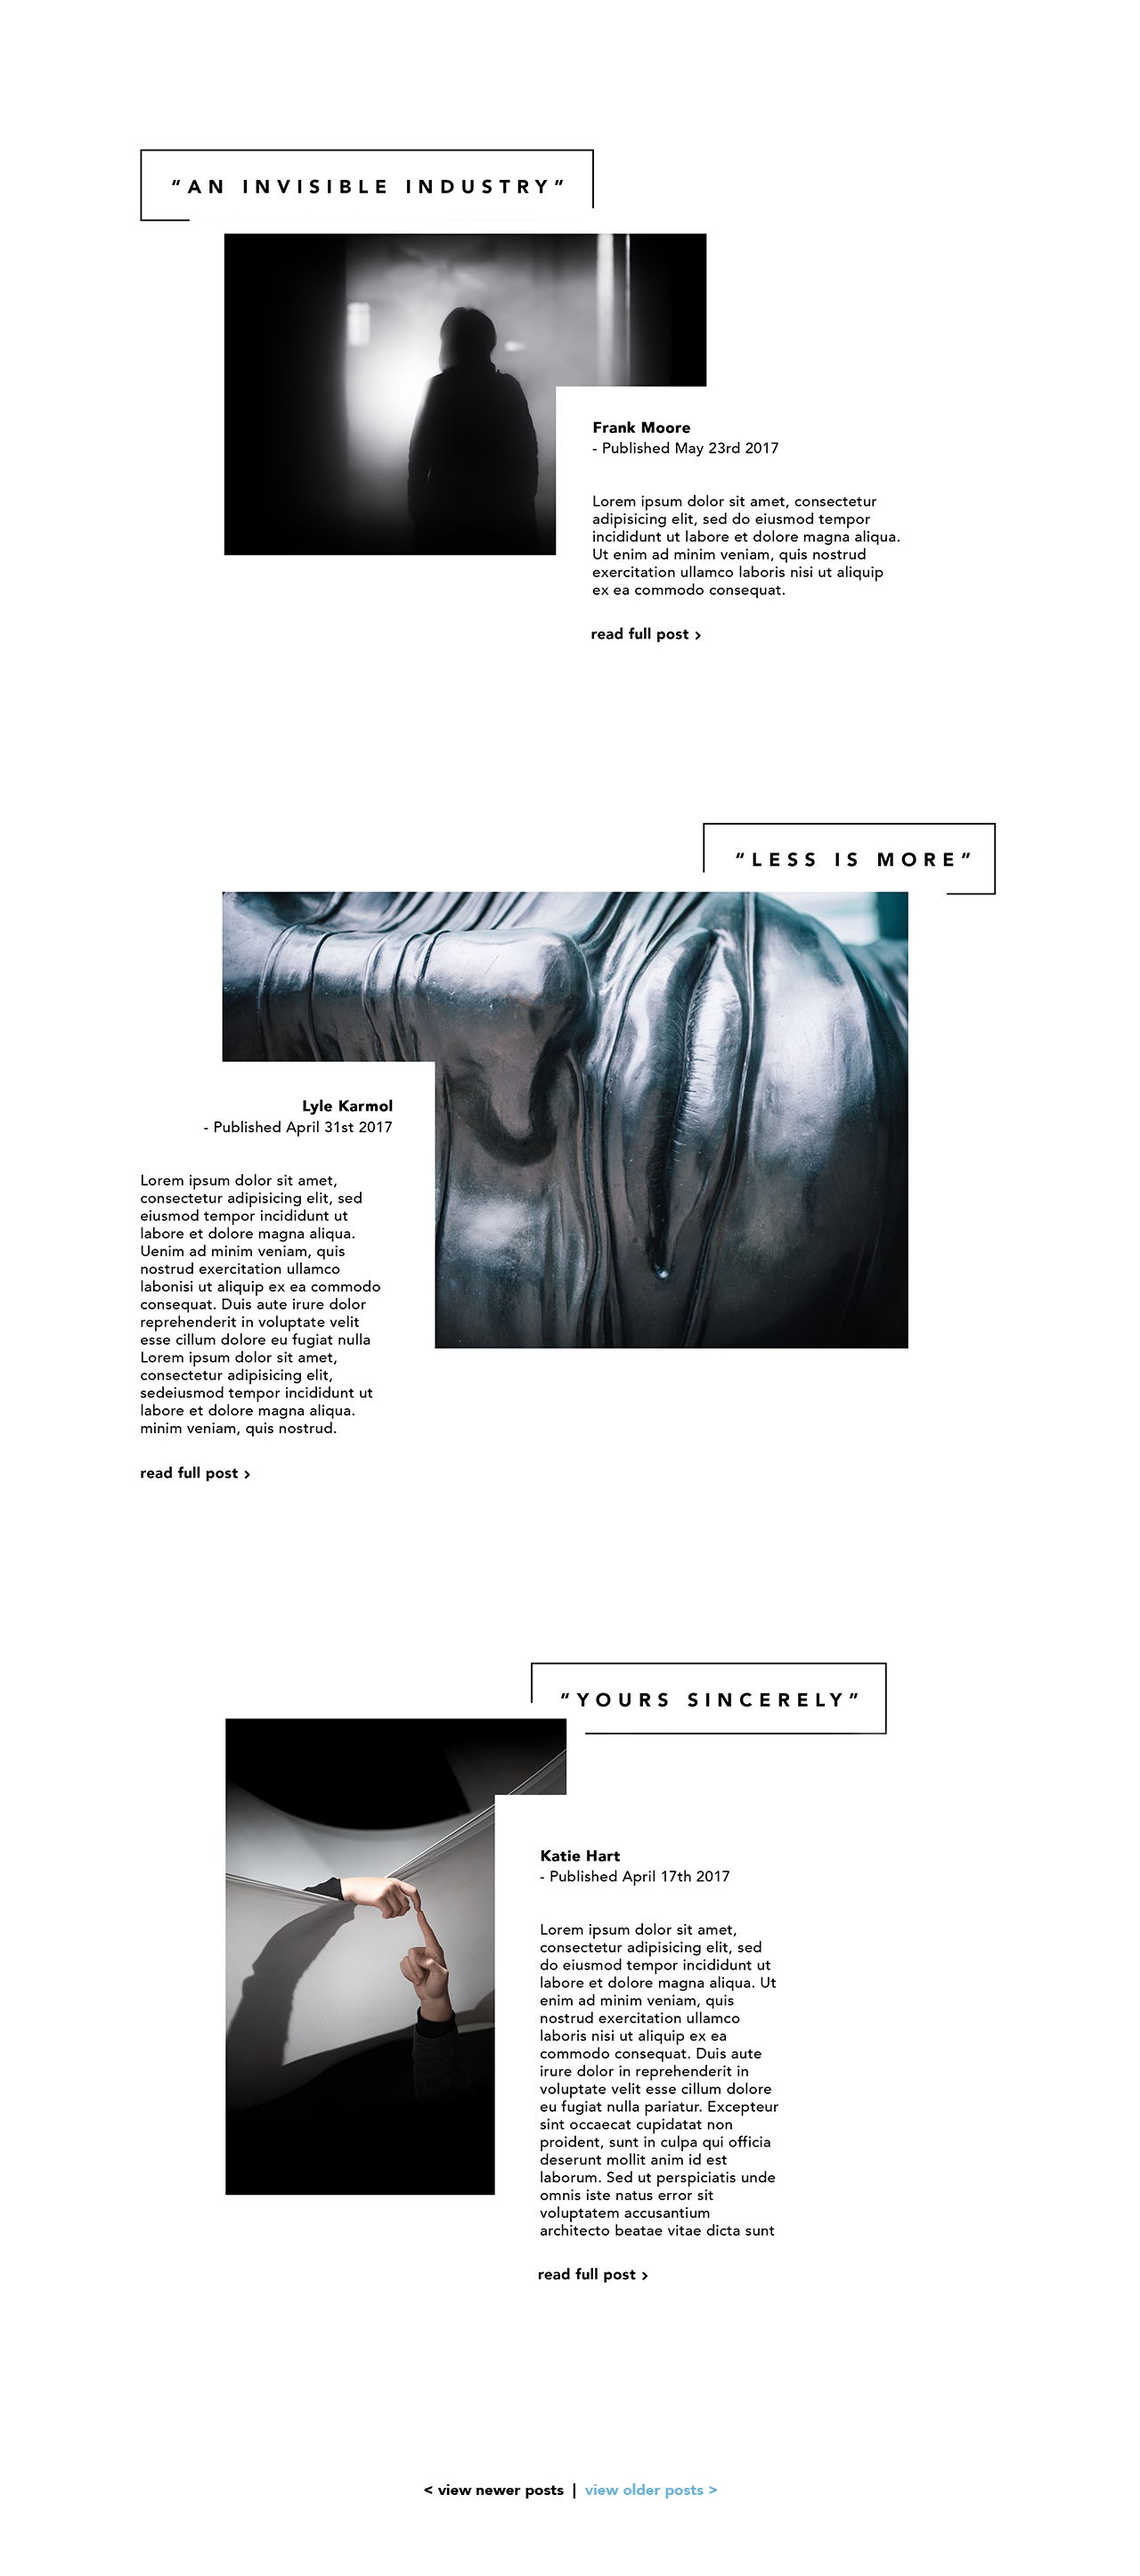 “AN INVISIBLE INDUSTRY”
Frank Moore
- Published May 23rd 2017
Lorem ipsum dolor sit amet, consectetur
adipisicing elit, sed do eiusmod tempor
incididunt ut labore et dolore magna aliqua.
Ut enim ad minim veniam, quis nostrud
exercitation ullamco laboris nisi ut aliquip
ex ea commodo consequat.
read full post >
“LESS IS MORE”
Lyle Karmol
- Published April 31st 2017
Lorem ipsum dolor sit amet,
consectetur adipisicing elit, sed
eiusmod tempor incididunt ut
labore et dolore magna aliqua.
Uenim ad minim veniam, quis
nostrud exercitation ullamco
labonisi ut aliquip ex ea commodo
consequat. Duis aute irure dolor
reprehenderit in voluptate velit
esse cillum dolore eu fugiat nulla
Lorem ipsum dolor sit amet,
consectetur adipisicing elit,
sedeiusmod tempor incididunt ut
labore et dolore magna aliqua.
minim veniam, quis nostrud.
read full post >
“YOURS SINCERELY”
Katie Hart
- Published April 17th 2017
Lorem ipsum dolor sit amet,
consectetur adipisicing elit, sed
do eiusmod tempor incididunt ut
labore et dolore magna aliqua. Ut
enim ad minim veniam, quis
nostrud exercitation ullamco
laboris nisi ut aliquip ex ea
commodo consequat. Duis aute
irure dolor in reprehenderit in
voluptate velit esse cillum dolore
eu fugiat nulla pariatur. Excepteur
sint occaecat cupidatat non
proident, sunt in culpa qui officia
deserunt mollit anim id est
laborum. Sed ut perspiciatis unde
omnis iste natus error sit
voluptatem accusantium
architecto beatae vitae dicta sunt
read full post >
< view newer posts | view older posts >